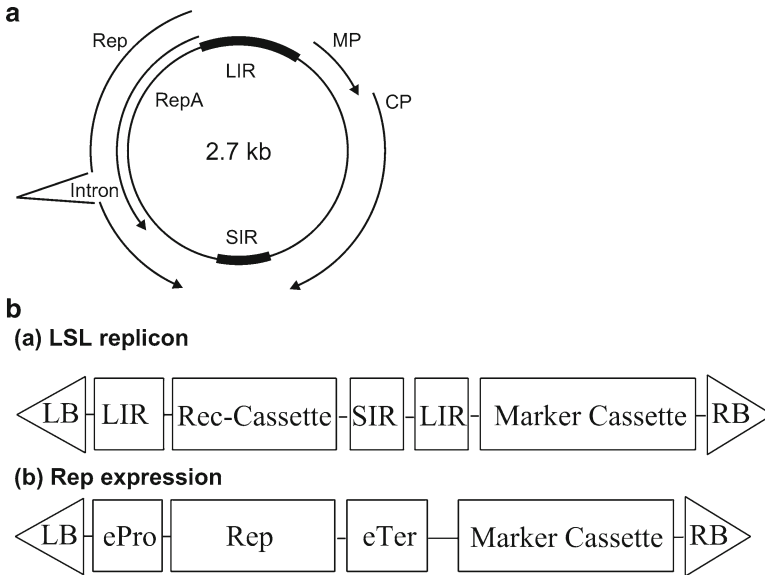 a
Rep
MP
LIR
CP
RepA
2.7 kb
Intron
SIR
b
(a) LSL replicon
LB LIR Rec-Cassette SIR LIR Marker Cassette RB
(b) Rep expression
LB ePro Rep eTer Marker Cassette RB